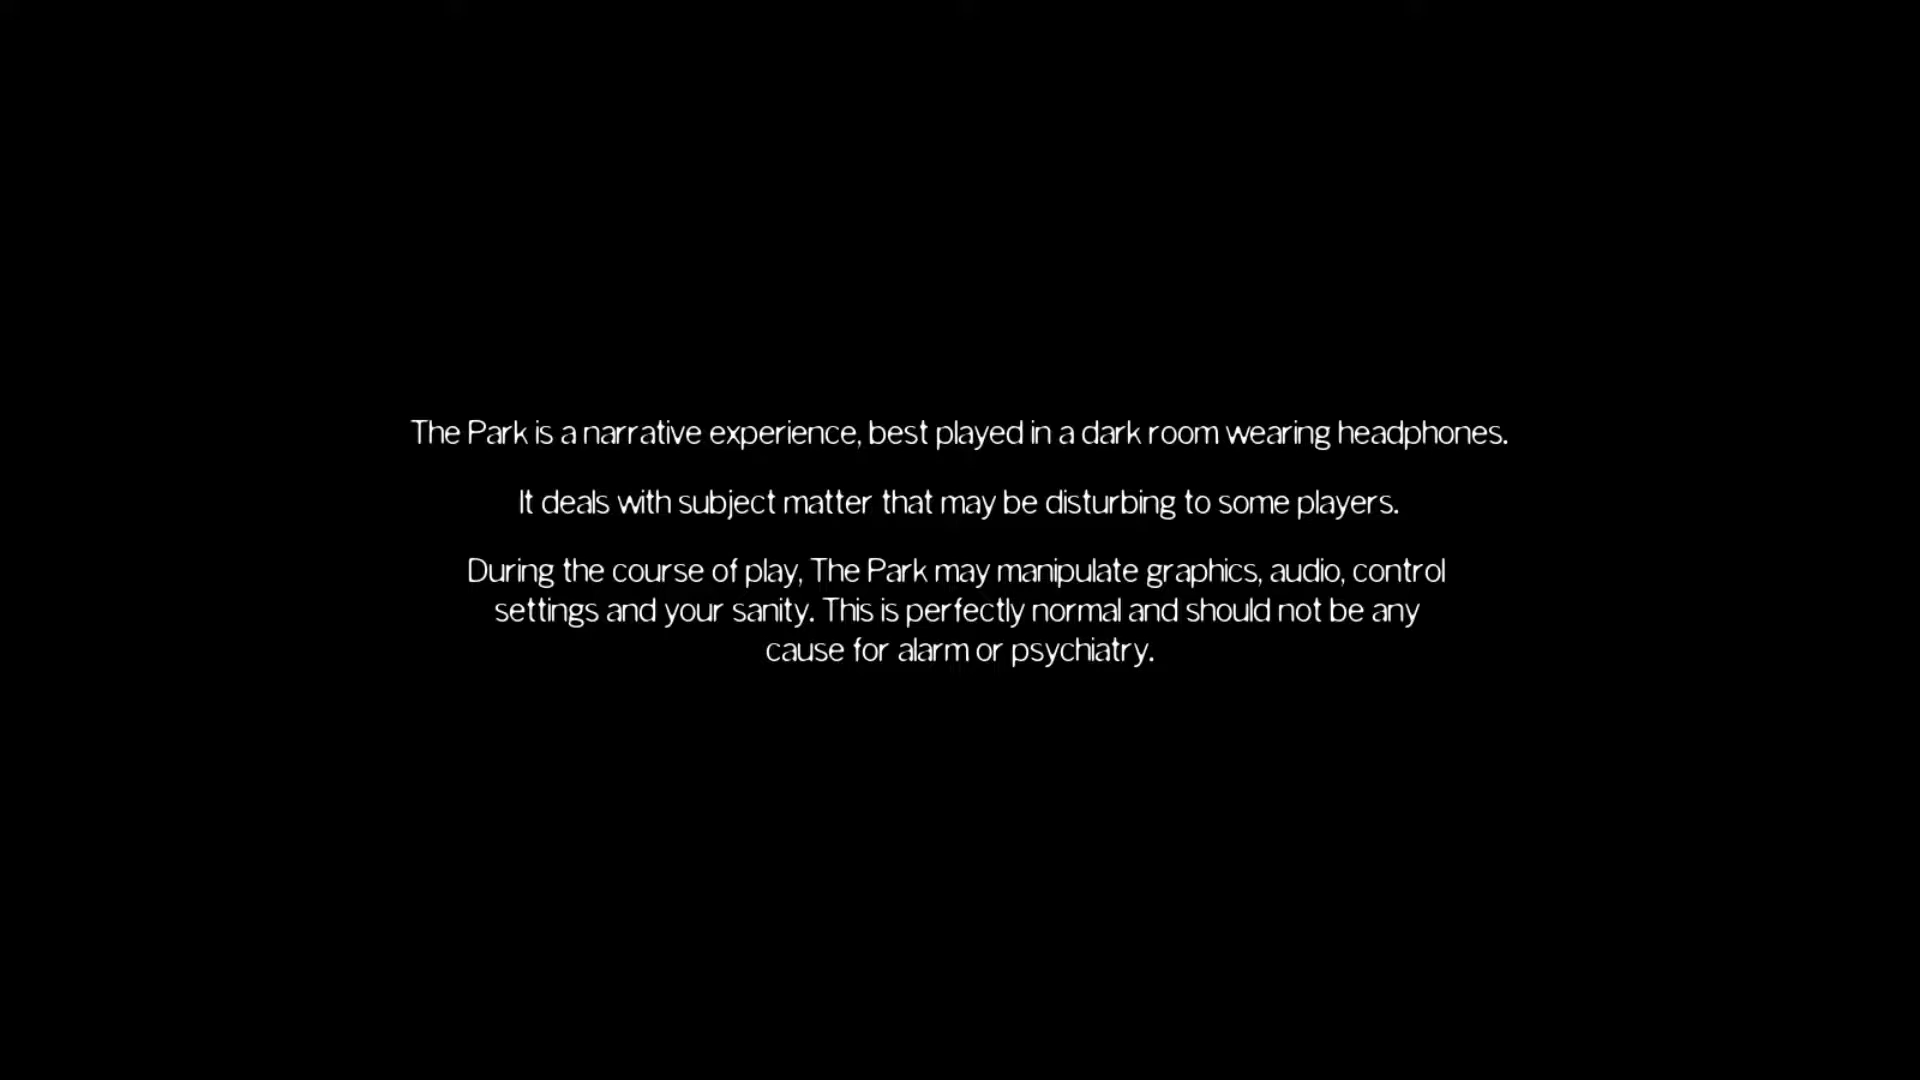 The Park is a narrative experience, best played in a dark room wearing headphones.
It deals with subject matter that may be disturbing to some players.
During the course of play, The Park may manipulate graphics, audio, control
settings and your sanity. This is perfectly normal and should not be any
cause for alarm or psychiatry.